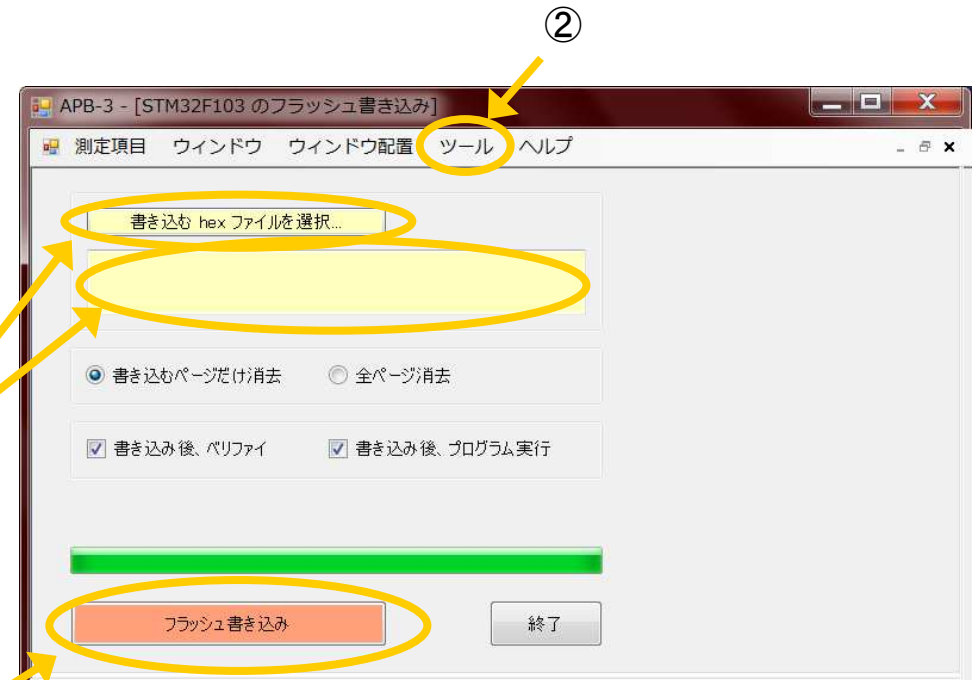 ②
APB-3 - [STM32F103 のフラッシュ書き込み]
測定項目 ウィンドウ ウィンドウ配置 ツール ヘルプ
書き込む hex ファイルを選択...
書き込むページだけ消去 全ページ消去
書き込み後、ベリファイ 書き込み後、プログラム実行
フラッシュ書き込み 終了